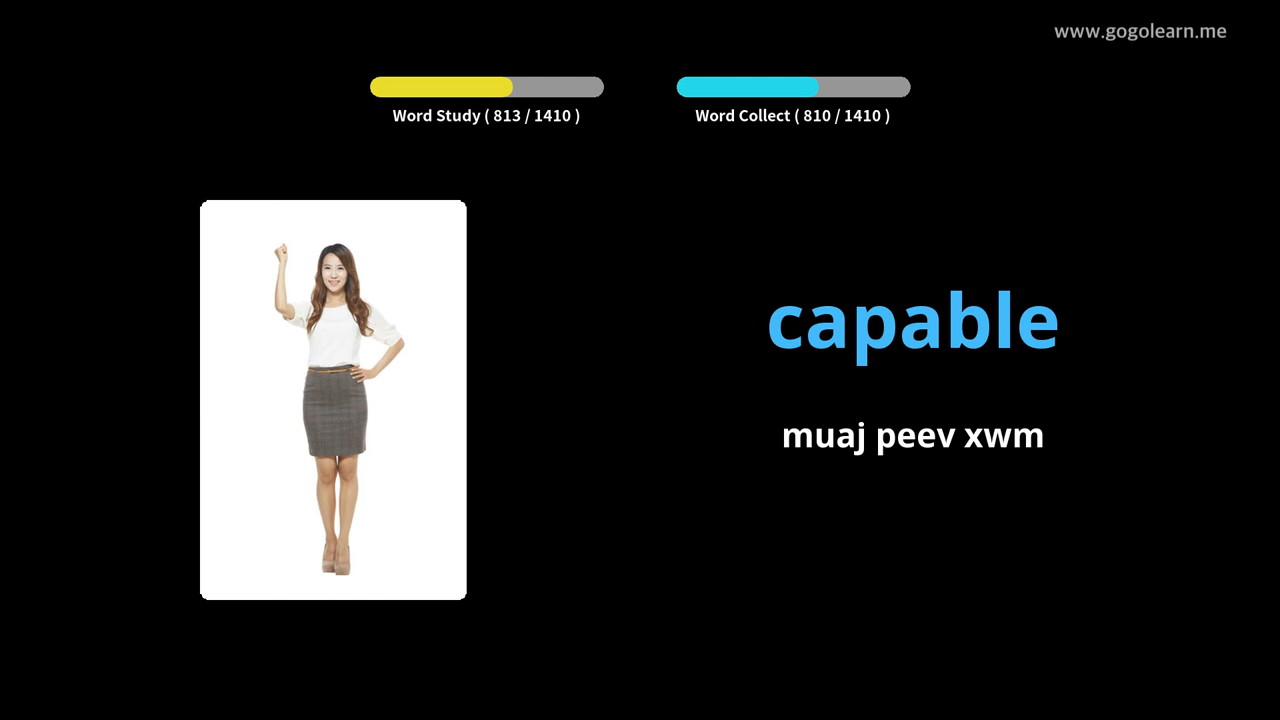 www.gogolearn.me
Word Study ( 813 / 1410 )
Word Collect ( 810 / 1410 )
capable
muaj peev xwm